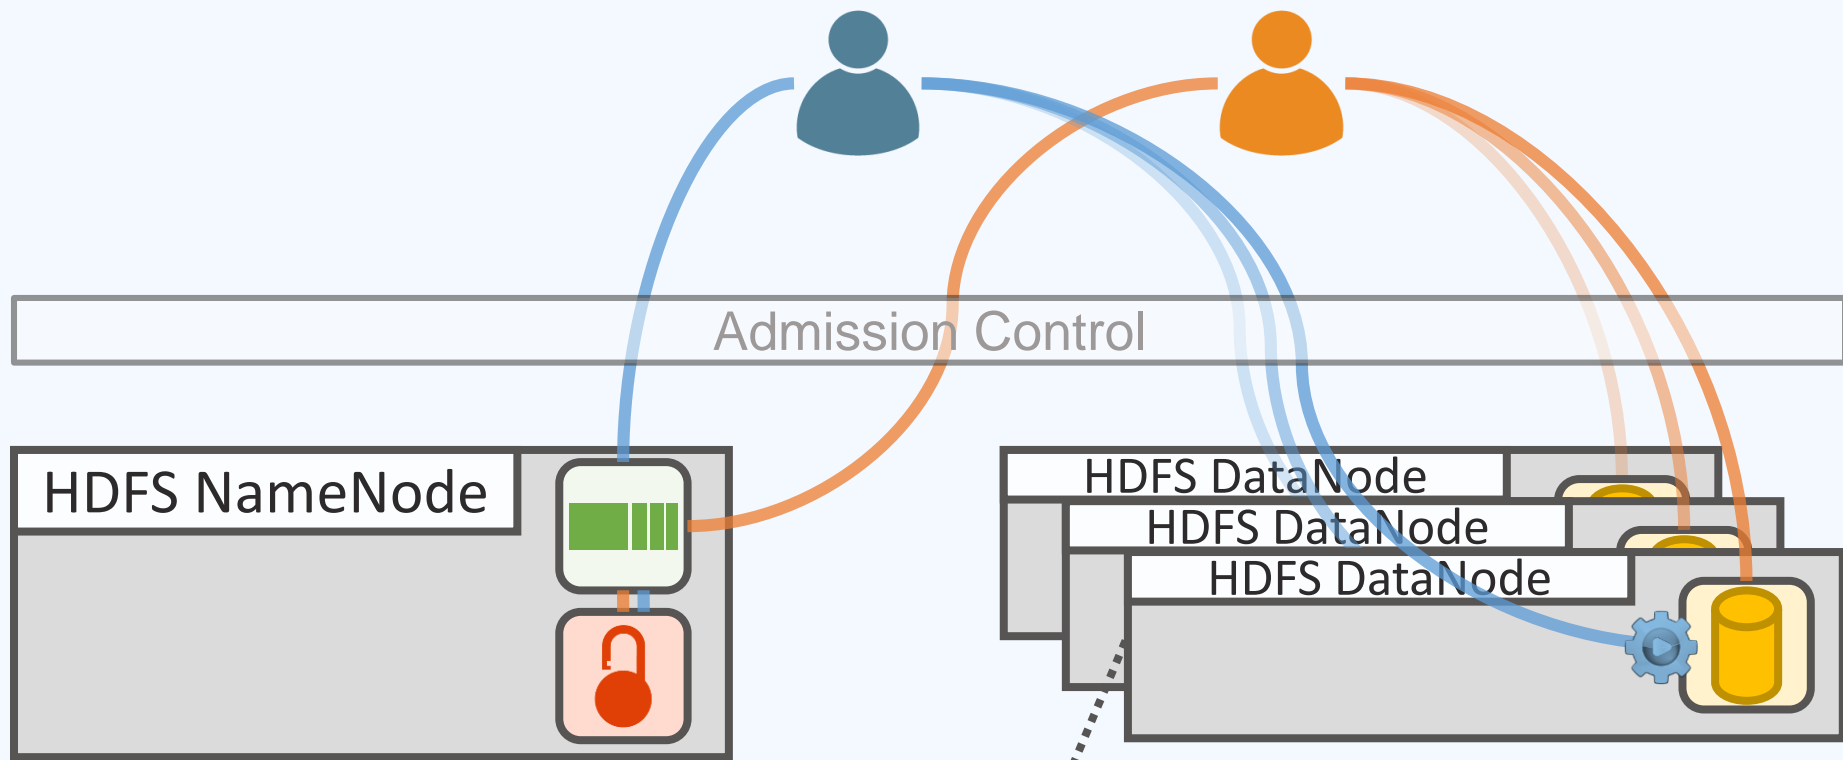 Admission Control
HDFS NameNode
HDFS DataNode
HDFS DataNode
HDFS DataNode